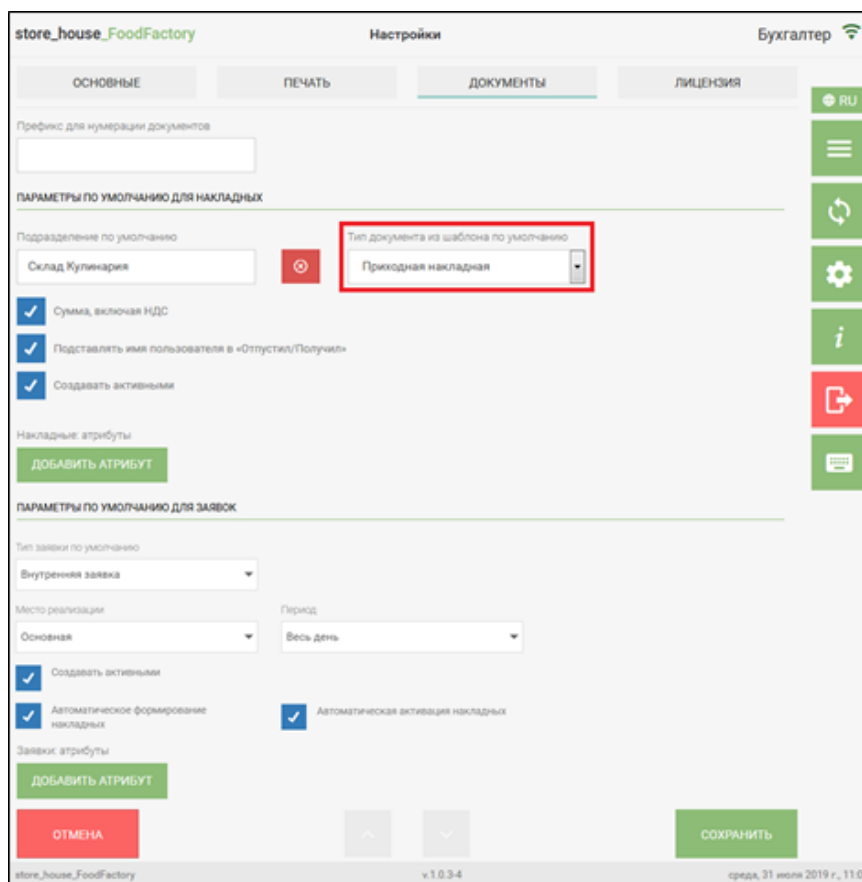 store_house_FoodFactory
Настройки
Бухгалтер
ОСНОВНЫЕ
ПЕЧАТЬ
ДОКУМЕНТЫ
ЛИЦЕНЗИЯ
RU
Префикс для нумерации документов
ПАРАМЕТРЫ ПО УМОЛЧАНИЮ ДЛЯ НАКЛАДНЫХ
Подразделение по умолчанию
Тип документа из шаблона по умолчанию
Склад Кулинария
Приходная накладная
Сумма, включая НДС
Подставлять имя пользователя в «Отпустил/Получил»
Создавать активными
Накладные: атрибуты
ДОБАВИТЬ АТРИБУТ
ПАРАМЕТРЫ ПО УМОЛЧАНИЮ ДЛЯ ЗАЯВОК
Тип заявки по умолчанию
Внутренняя заявка
Место реализации
Период
Основная
Весь день
Создавать активными
Автоматическое формирование
накладных
Автоматическая активация накладных
Заявки: атрибуты
ДОБАВИТЬ АТРИБУТ
ОТМЕНА
СОХРАНИТЬ
store_house_FoodFactory
v.1.0.3-4
среда, 31 июля 2019 г., 11:0